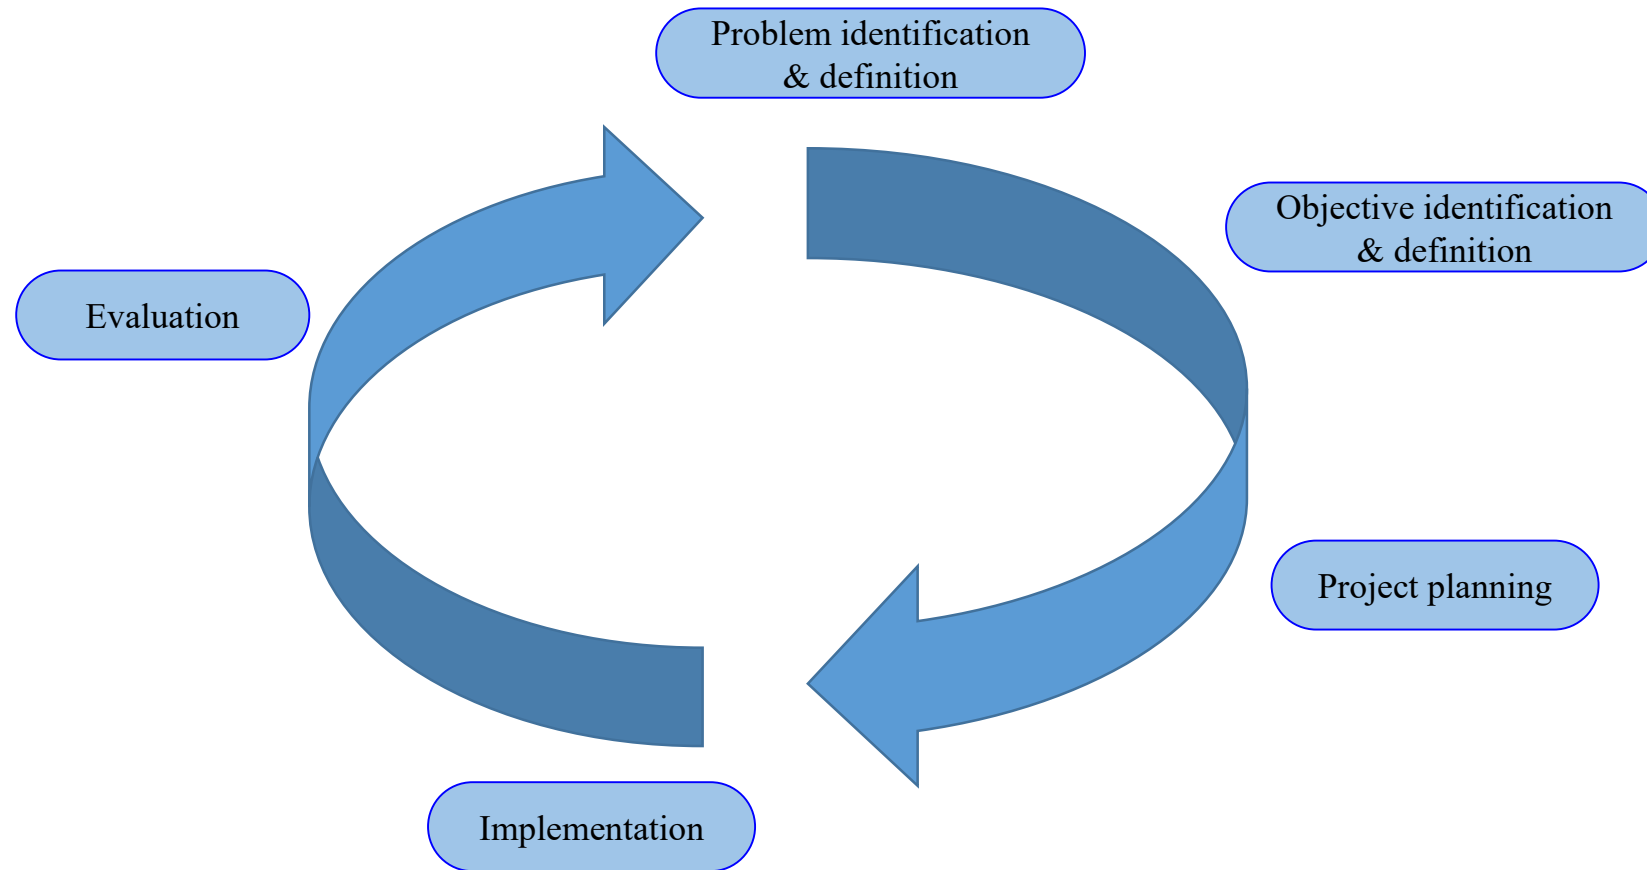 Problem identification
& definition
Objective identification
& definition
Project planning
Implementation
Evaluation